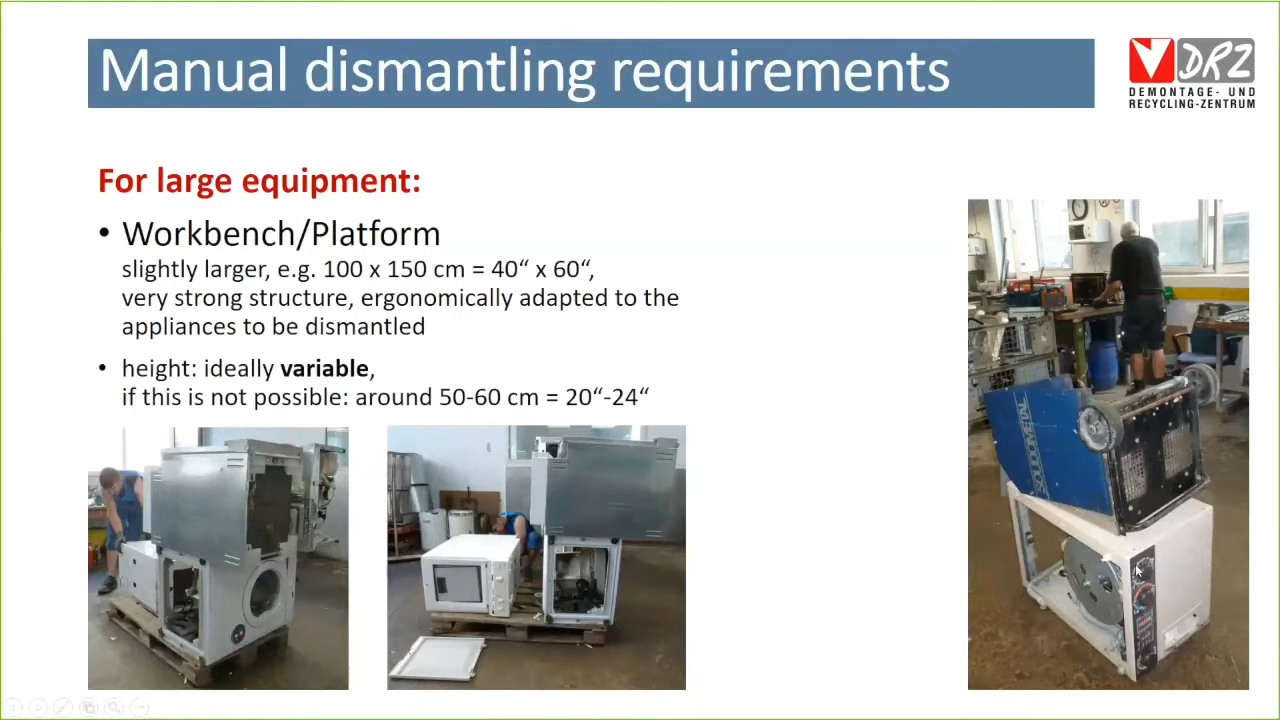 Manual dismantling requirements
DRZ
DEMONTAGE- UND
RECYCLING-ZENTRUM
For large equipment:
• Workbench/Platform
slightly larger, e.g. 100 x 150 cm = 40“ x 60“,
very strong structure, ergonomically adapted to the
appliances to be dismantled
• height: ideally variable,
if this is not possible: around 50-60 cm = 20“-24“
SOLIDOMETAL